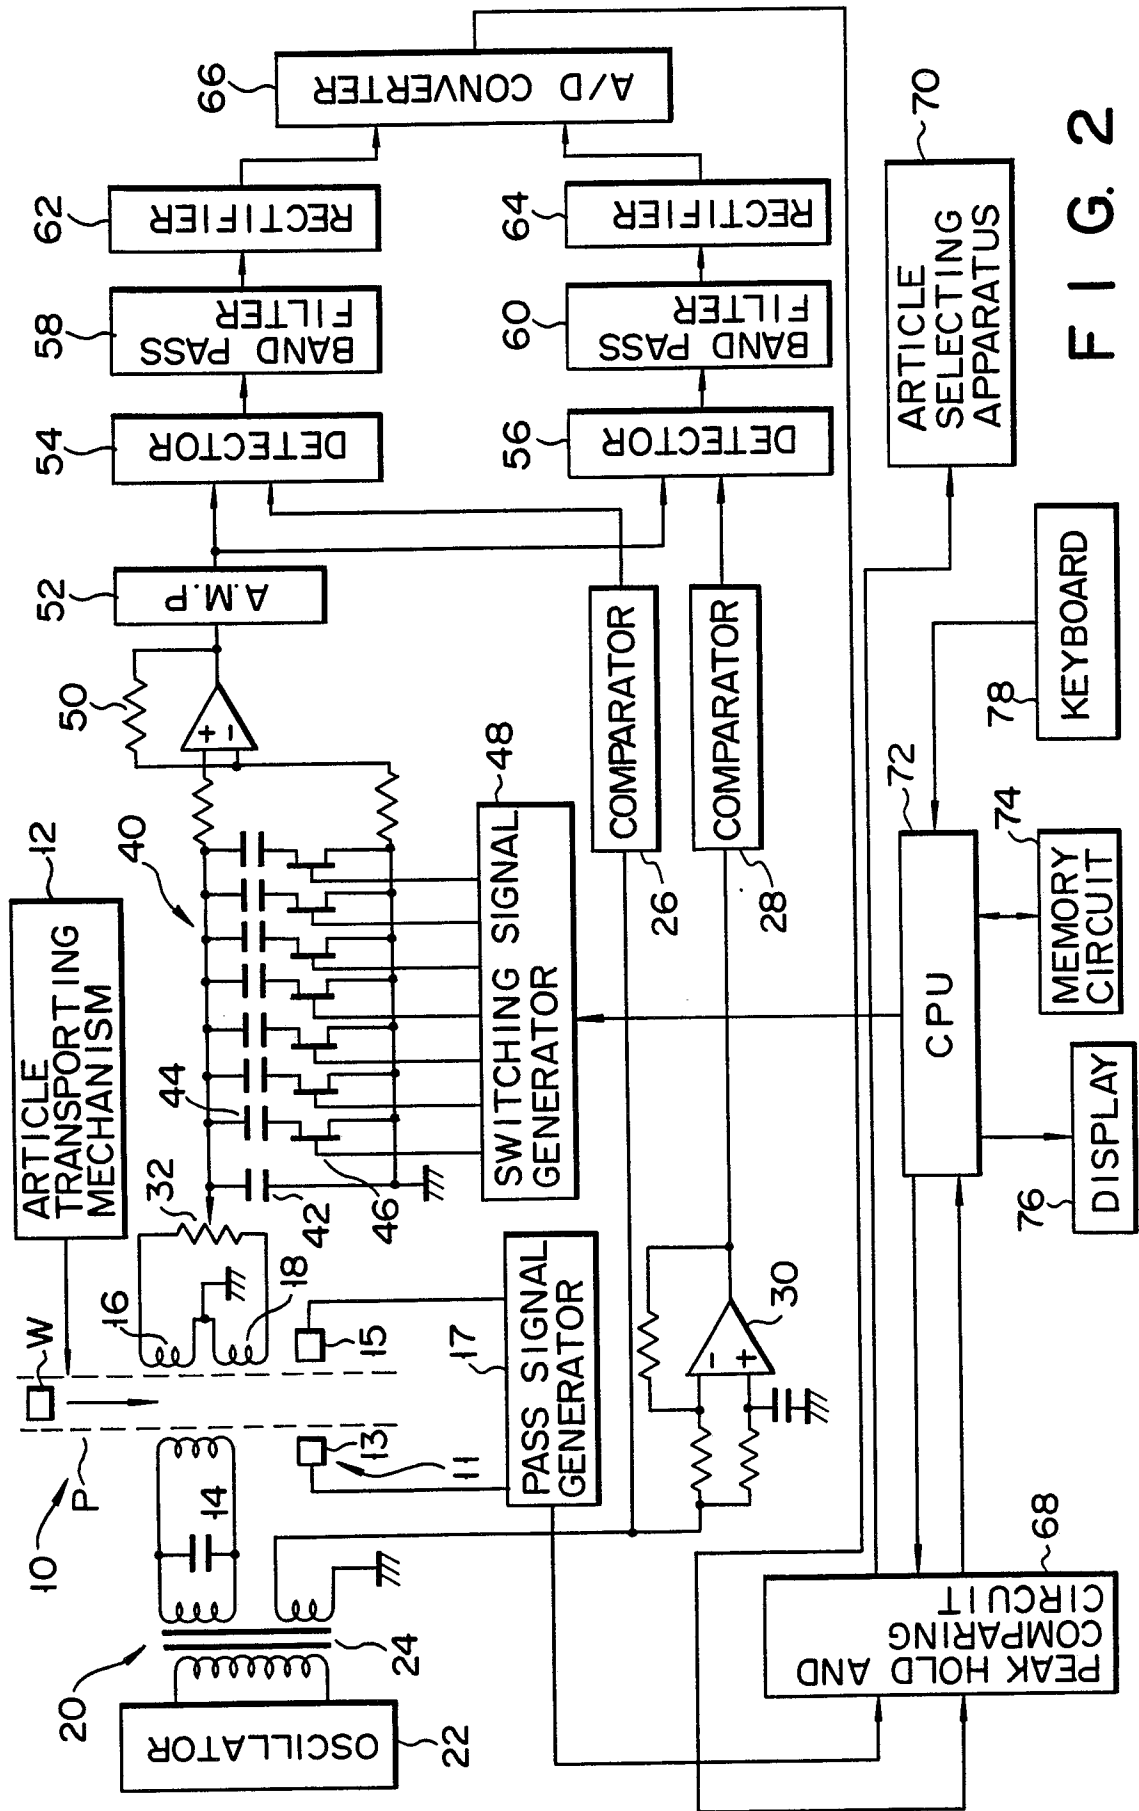 66
A/D CONVERTER
62
RECTIFIER
64
RECTIFIER
58
BAND PASS
FILTER
60
BAND PASS
FILTER
54
DETECTOR
56
DETECTOR
52
A.M.P
50
+
−
40
44
42
46
48
SWITCHING SIGNAL
GENERATOR
12
ARTICLE
TRANSPORTING
MECHANISM
32
16
18
W
P
10
14
15
13
11
17
PASS SIGNAL
GENERATOR
20
24
22
OSCILLATOR
COMPARATOR
26
COMPARATOR
28
−
+
30
70
ARTICLE
SELECTING
APPARATUS
78
KEYBOARD
72
CPU
74
MEMORY
CIRCUIT
76
DISPLAY
68
PEAK HOLD AND
COMPARING
CIRCUIT
FIG. 2